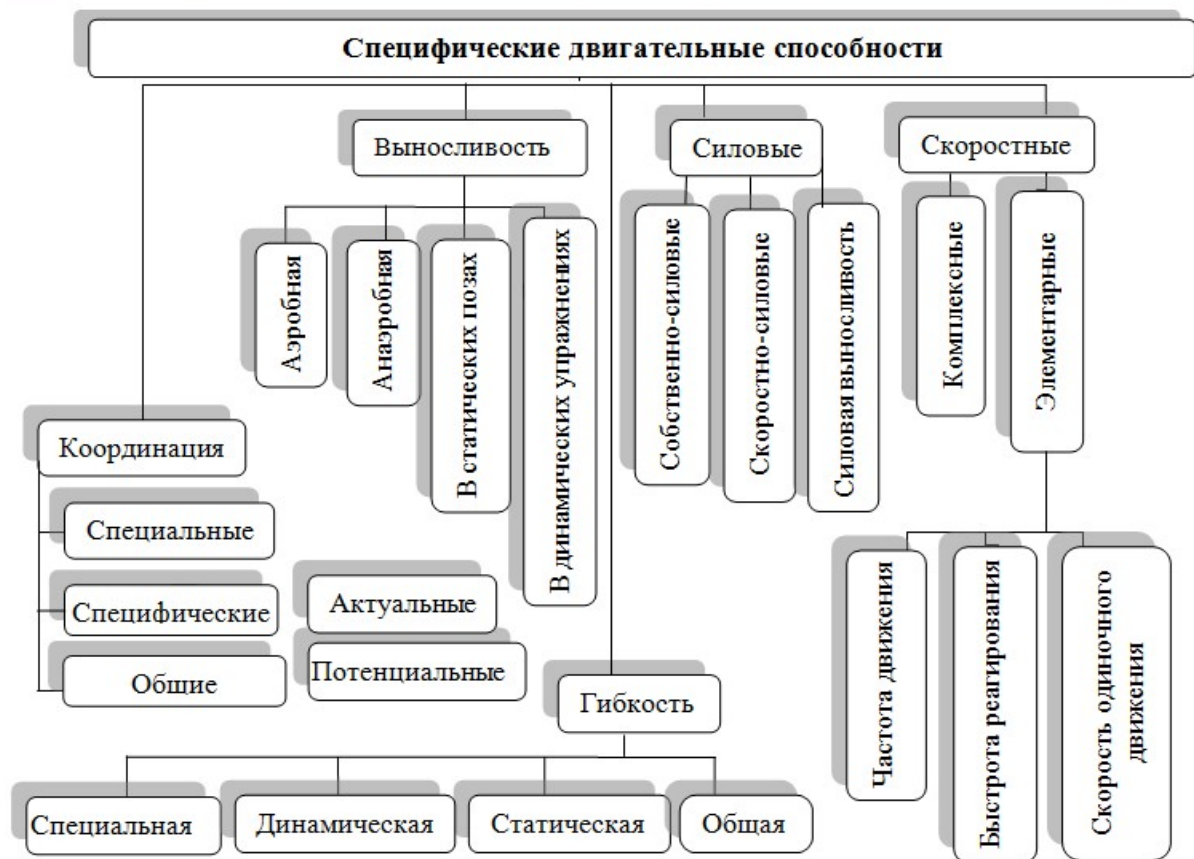 Специфические двигательные способности
Выносливость
Силовые
Скоростные
Аэробная
Анаэробная
В статических позах
В динамических упражнениях
Собственно-силовые
Скоростно-силовые
Силовая выносливость
Комплексные
Элементарные
Координация
Специальные
Специфические
Общие
Актуальные
Потенциальные
Гибкость
Частота движения
Быстрота реагирования
Скорость одиночного
движения
Специальная
Динамическая
Статическая
Общая